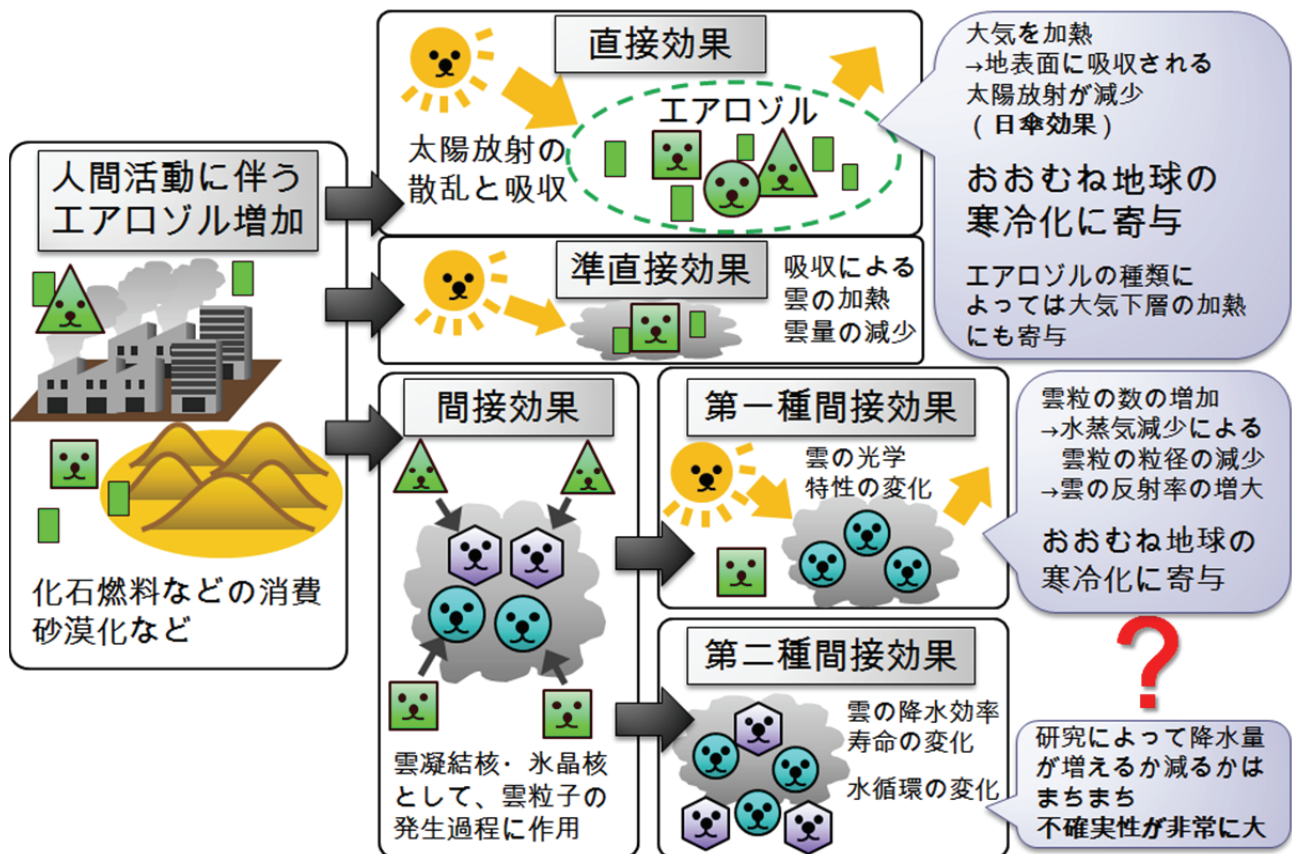 人間活動に伴う
エアロゾル増加
化石燃料などの消費
砂漠化など
直接効果
エアロゾル
太陽放射の
散乱と吸収
大気を加熱
→地表面に吸収される
太陽放射が減少
(日傘効果)
おおむね地球の
寒冷化に寄与
エアロゾルの種類に
よっては大気下層の加熱
にも寄与
準直接効果
吸収による
雲の加熱
雲量の減少
間接効果
雲凝結核・氷晶核
として、雲粒子の
発生過程に作用
第一種間接効果
雲の光学
特性の変化
雲粒の数の増加
→水蒸気減少による
雲粒の粒径の減少
→雲の反射率の増大
おおむね地球の
寒冷化に寄与
第二種間接効果
雲の降水効率
寿命の変化
水循環の変化
?
研究によって降水量
が増えるか減るかは
まちまち
不確実性が非常に大